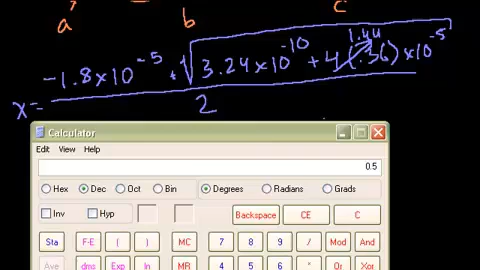 a b c
1.44
x = -1.8 x 10^-5 + √3.24 x 10^-10 + 4(.36) x 10^-5
2
Calculator
Edit View Help
0.5
Hex Dec Oct Bin Degrees Radians Grads
Inv Hyp Backspace CE C
Sta F-E ( ) MC 7 8 9 / Mod And
Ave dms Exp ln MR 4 5 6 * Or Xor